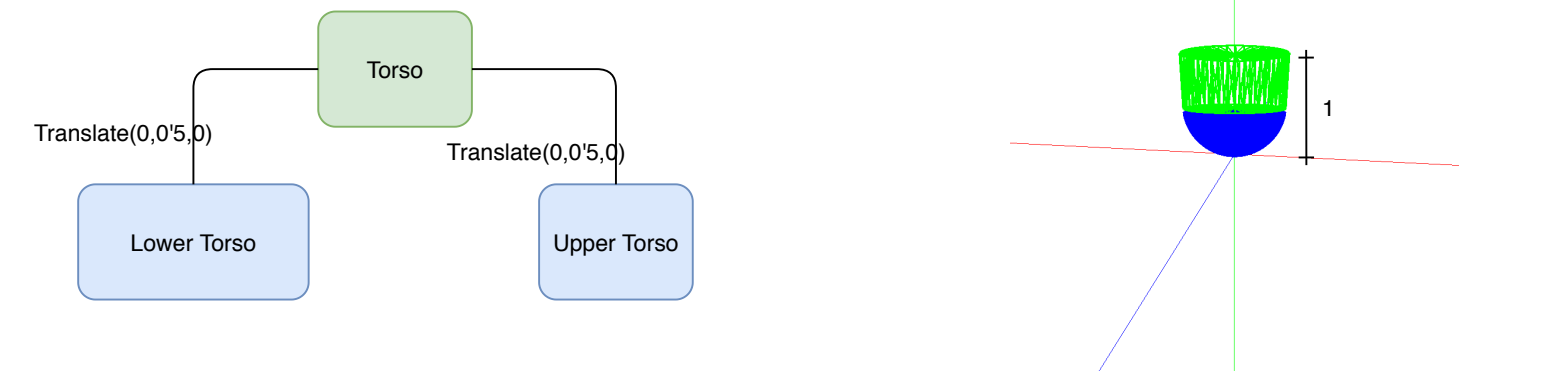 Torso
Translate(0,0'5,0)
Translate(0,0'5,0)
Lower Torso
Upper Torso
1